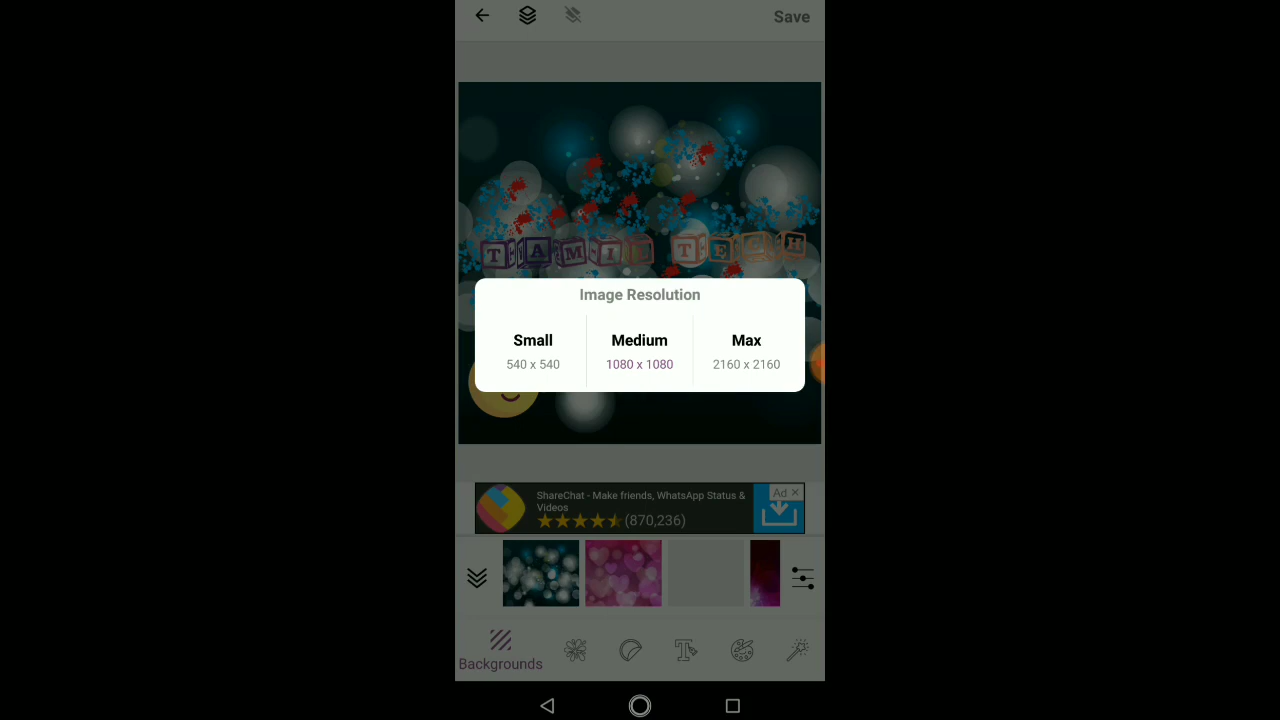 Save
TAMIL TECH
Image Resolution
Small Medium Max
540 x 540 1080 x 1080 2160 x 2160
ShareChat - Make friends, WhatsApp Status &
Videos
(870,236)
Ad
Backgrounds